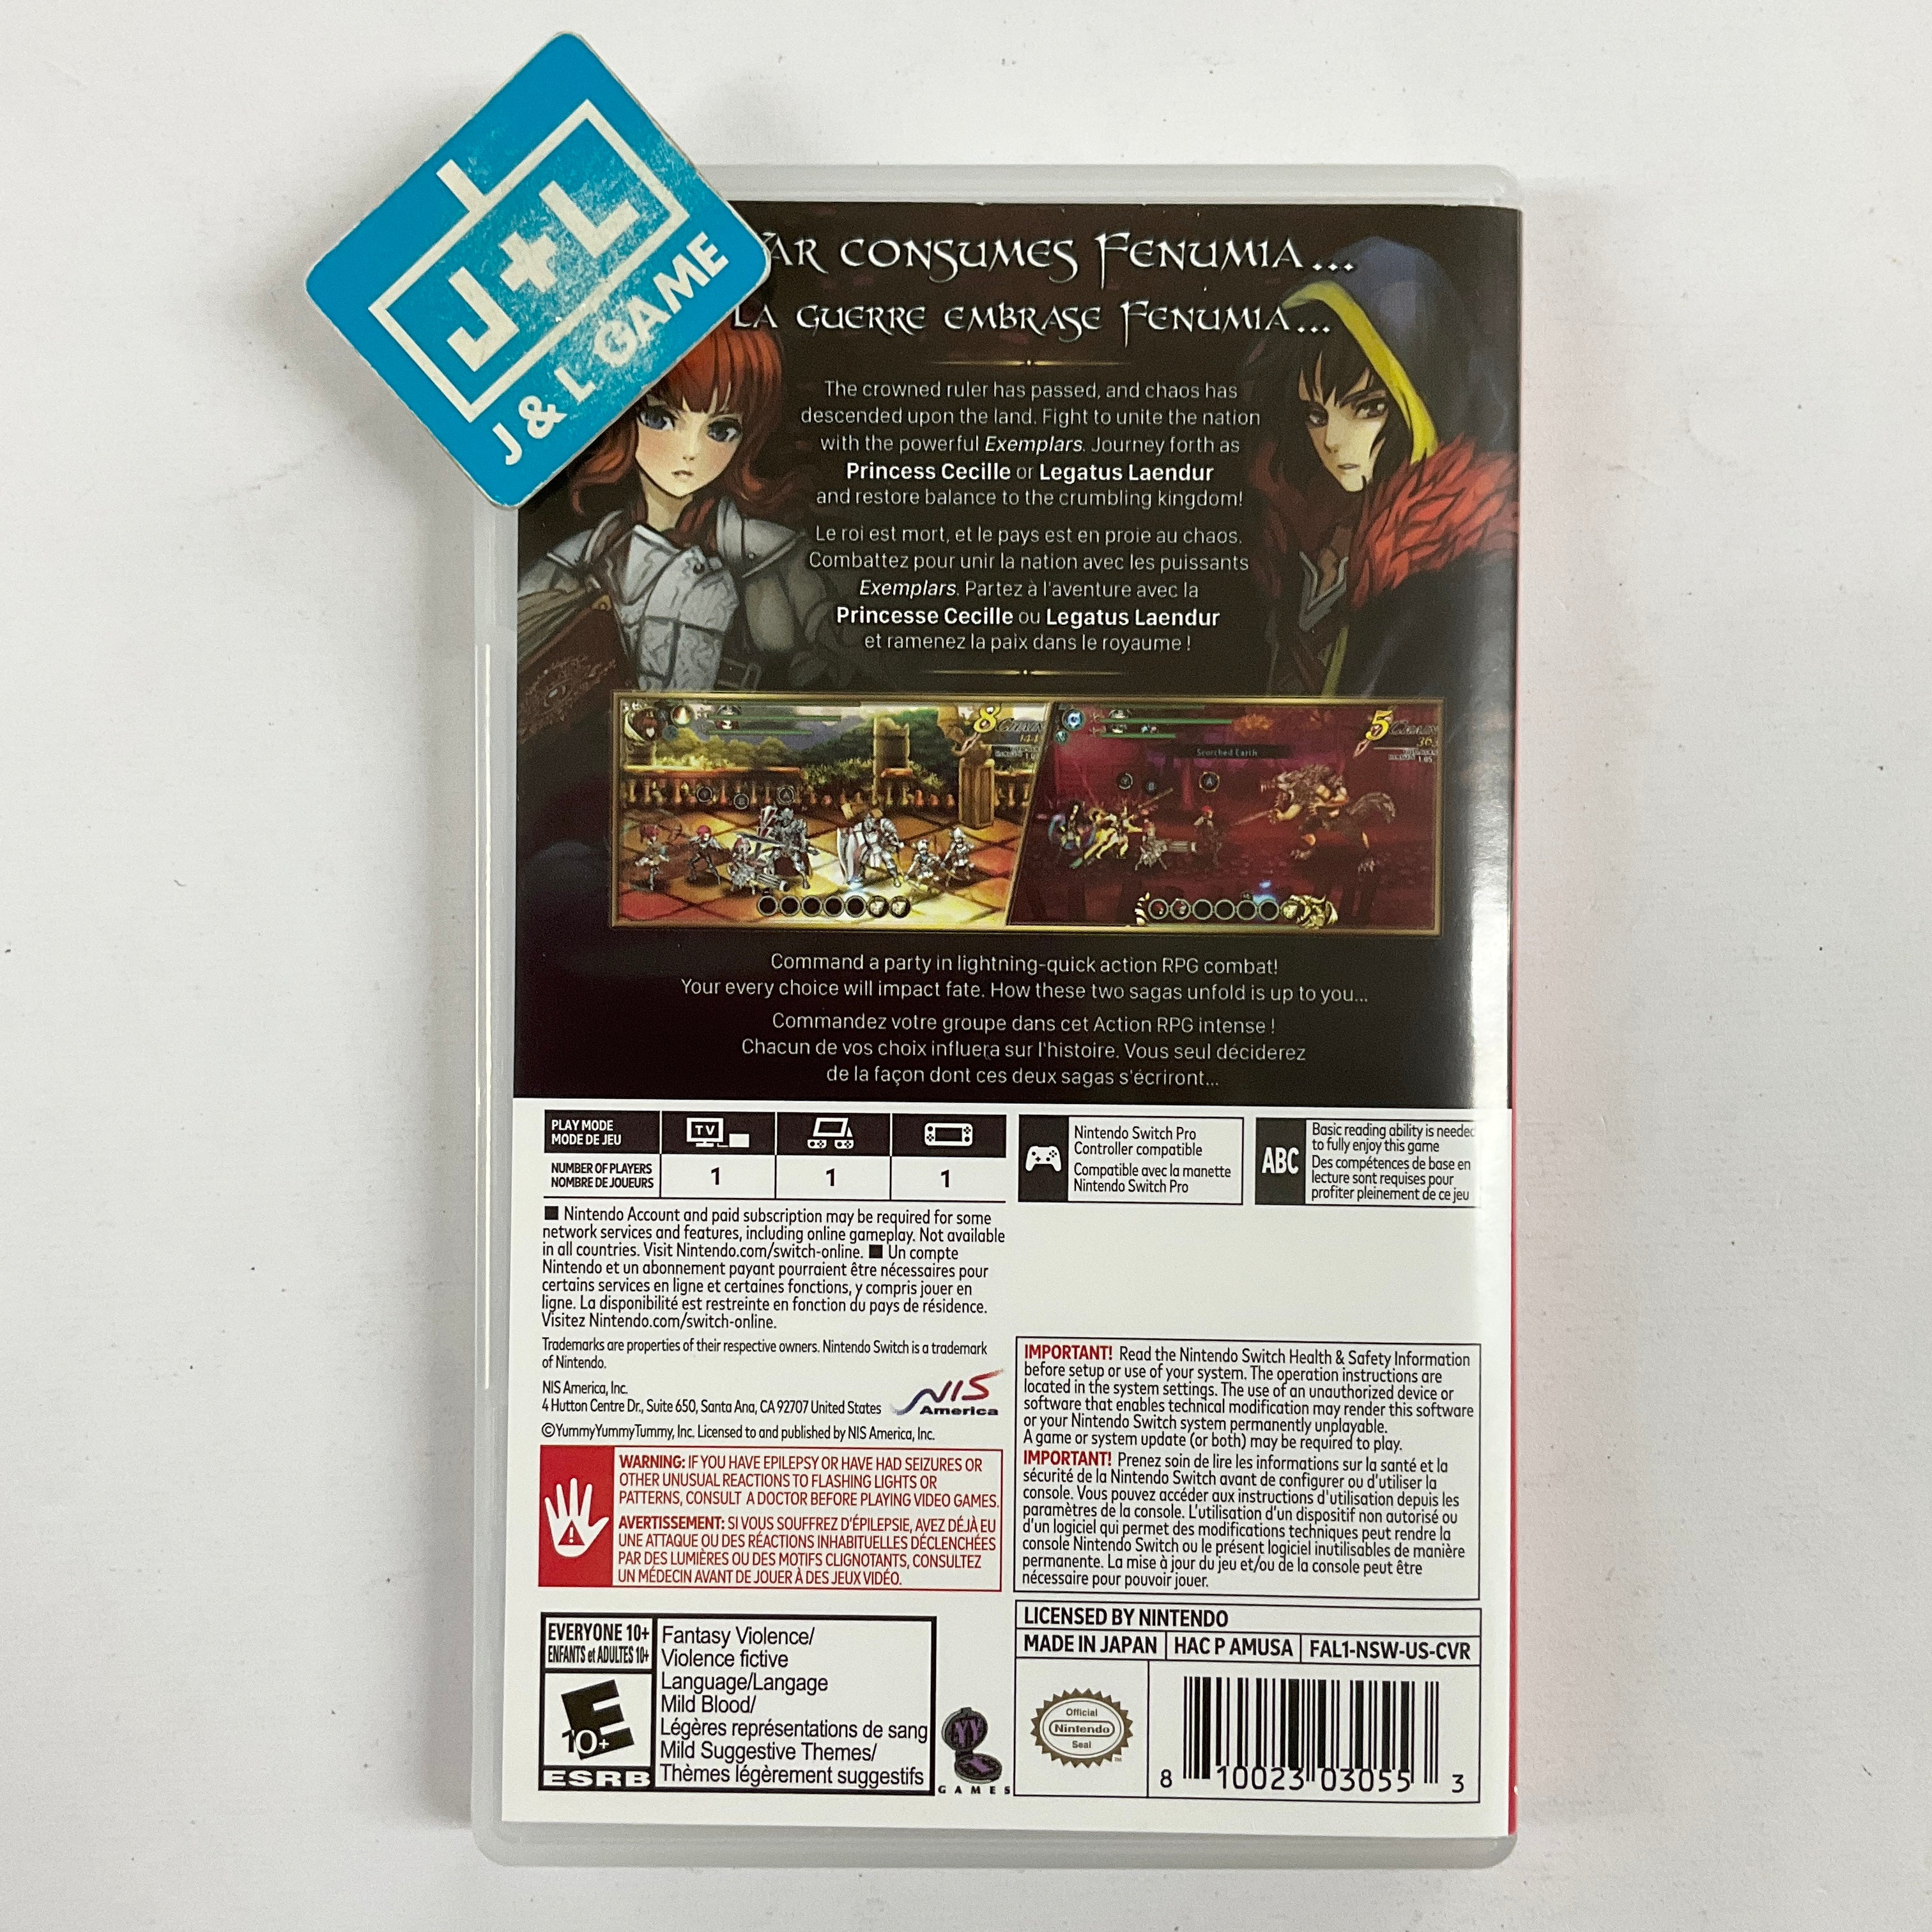 J+L
J & L GAME
AR CONSUMES FENUMIA...
LA GUERRE EMBRASE FENUMIA...
The crowned ruler has passed, and chaos has
descended upon the land. Fight to unite the nation
with the powerful Exemplars. Journey forth as
Princess Cecille or Legatus Laendur
and restore balance to the crumbling kingdom!
Le roi est mort, et le pays est en proie au chaos.
Combattez pour unir la nation avec les puissants
Exemplars. Partez à l'aventure avec la
Princesse Cecille ou Legatus Laendur
et ramenez la paix dans le royaume !
8 CHAIN
144
5 CHAIN
Scorched Earth
Command a party in lightning-quick action RPG combat!
Your every choice will impact fate. How these two sagas unfold is up to you...
Commandez votre groupe dans cet Action RPG intense !
Chacun de vos choix influera sur l'histoire. Vous seul déciderez
de la façon dont ces deux sagas s'écriront...
PLAY MODE
MODE DE JEU
TV
NUMBER OF PLAYERS
NOMBRE DE JOUEURS
1 1 1
Nintendo Switch Pro
Controller compatible
Compatible avec la manette
Nintendo Switch Pro
ABC
Basic reading ability is needed
to fully enjoy this game
Des compétences de base en
lecture sont requises pour
profiter pleinement de ce jeu
■ Nintendo Account and paid subscription may be required for some
network services and features, including online gameplay. Not available
in all countries. Visit Nintendo.com/switch-online. ■ Un compte
Nintendo et un abonnement payant pourraient être nécessaires pour
certains services en ligne et certaines fonctions, y compris jouer en
ligne. La disponibilité est restreinte en fonction du pays de résidence.
Visitez Nintendo.com/switch-online.
Trademarks are properties of their respective owners. Nintendo Switch is a trademark
of Nintendo.
NIS America, Inc.
4 Hutton Centre Dr., Suite 650, Santa Ana, CA 92707 United States
NIS
America
©YummyYummyTummy, Inc. Licensed to and published by NIS America, Inc.
WARNING: IF YOU HAVE EPILEPSY OR HAVE HAD SEIZURES OR
OTHER UNUSUAL REACTIONS TO FLASHING LIGHTS OR
PATTERNS, CONSULT A DOCTOR BEFORE PLAYING VIDEO GAMES.
AVERTISSEMENT: SI VOUS SOUFFREZ D'ÉPILEPSIE, AVEZ DÉJÀ EU
UNE ATTAQUE OU DES RÉACTIONS INHABITUELLES DÉCLENCHÉES
PAR DES LUMIÈRES OU DES MOTIFS CLIGNOTANTS, CONSULTEZ
UN MÉDECIN AVANT DE JOUER À DES JEUX VIDÉO.
IMPORTANT! Read the Nintendo Switch Health & Safety Information
before setup or use of your system. The operation instructions are
located in the system settings. The use of an unauthorized device or
software that enables technical modification may render this software
or your Nintendo Switch system permanently unplayable.
A game or system update (or both) may be required to play.
IMPORTANT! Prenez soin de lire les informations sur la santé et la
sécurité de la Nintendo Switch avant de configurer ou d'utiliser la
console. Vous pouvez accéder aux instructions d'utilisation depuis les
paramètres de la console. L'utilisation d'un dispositif non autorisé ou
d'un logiciel qui permet des modifications techniques peut rendre la
console Nintendo Switch ou le présent logiciel inutilisables de manière
permanente. La mise à jour du jeu et/ou de la console peut être
nécessaire pour pouvoir jouer.
EVERYONE 10+
ENFANTS et ADULTES 10+
E
10+
ESRB
Fantasy Violence/
Violence fictive
Language/Langage
Mild Blood/
Légères représentations de sang
Mild Suggestive Themes/
Thèmes légèrement suggestifs
YY
GAMES
LICENSED BY NINTENDO
MADE IN JAPAN HAC P AMUSA FAL1-NSW-US-CVR
Official
Nintendo
Seal
TM
8 10023 03055 3